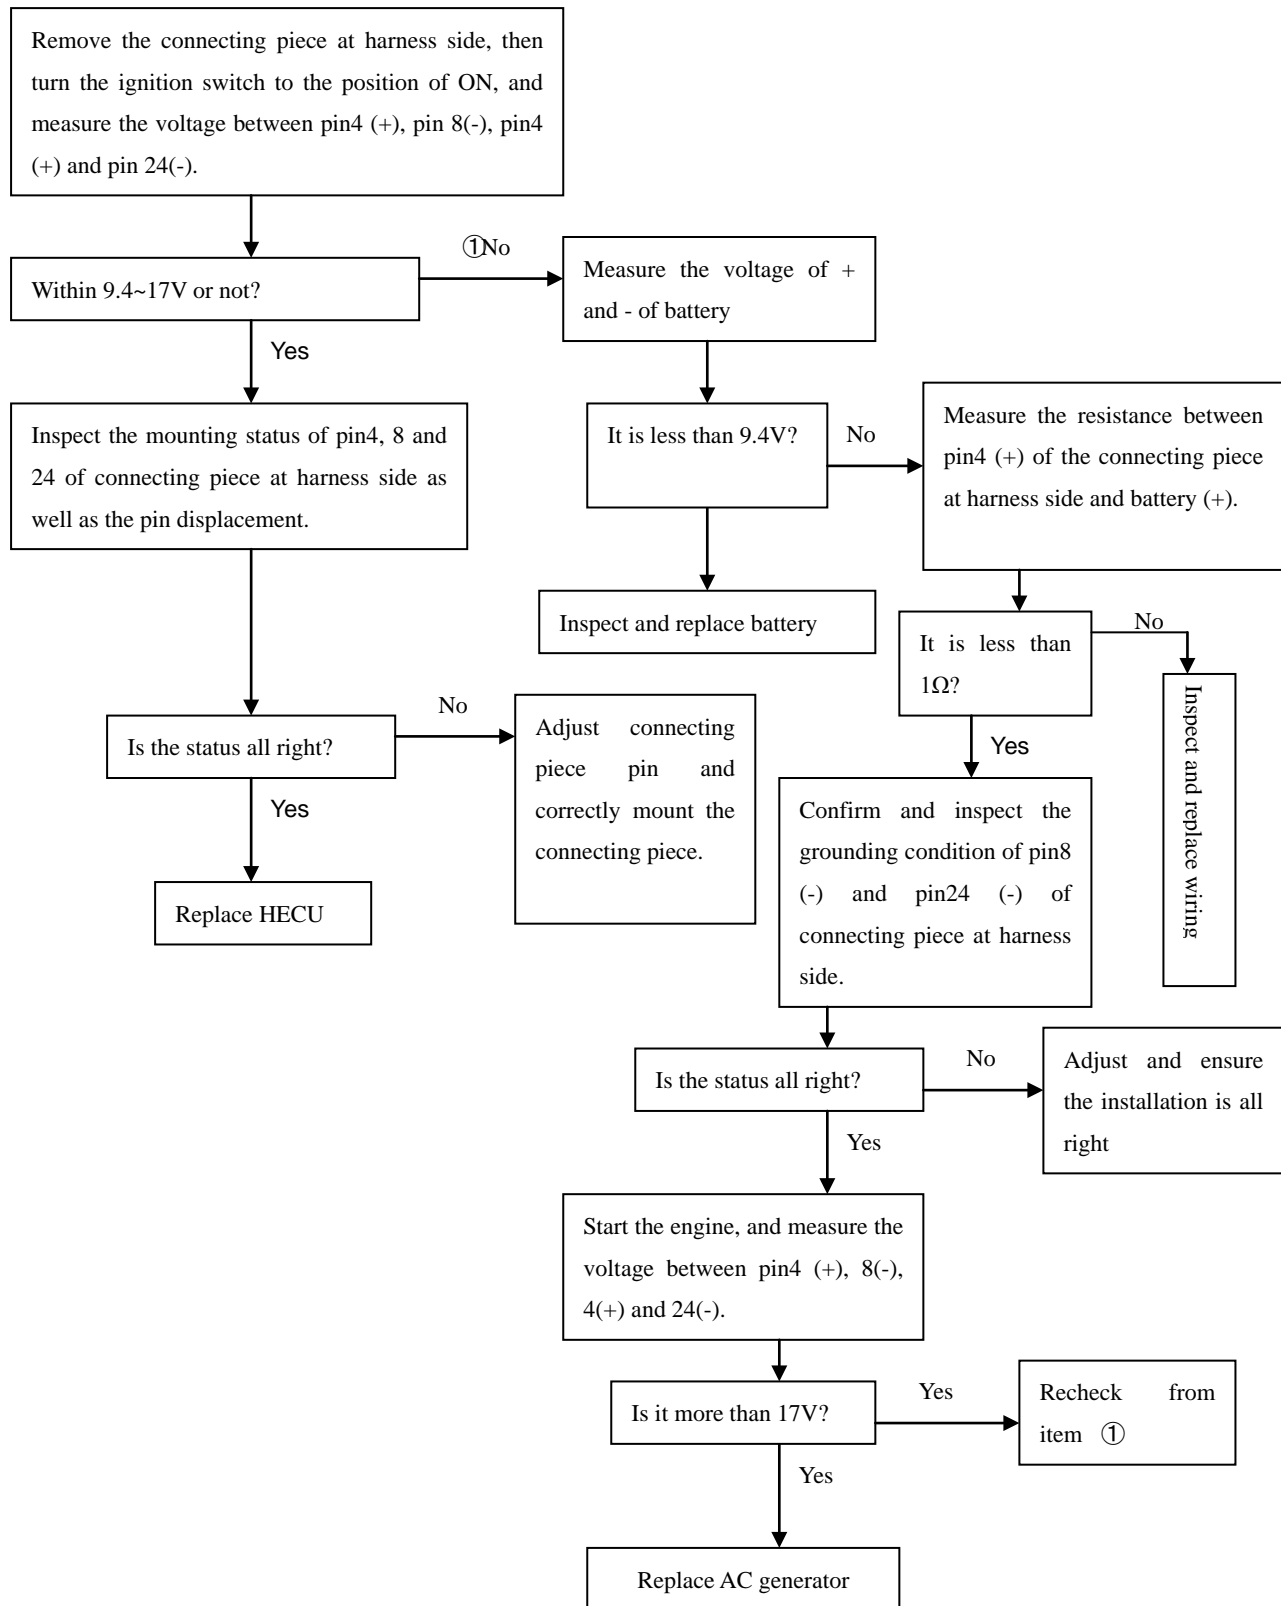 Remove the connecting piece at harness side, then
turn the ignition switch to the position of ON, and
measure the voltage between pin4 (+), pin 8(-), pin4
(+) and pin 24(-).
①No
Within 9.4~17V or not?
Measure the voltage of +
and - of battery
Yes
Inspect the mounting status of pin4, 8 and
24 of connecting piece at harness side as
well as the pin displacement.
It is less than 9.4V?
No
Measure the resistance between
pin4 (+) of the connecting piece
at harness side and battery (+).
Inspect and replace battery
It is less than
1Ω?
No
Inspect and replace wiring
Yes
Is the status all right?
No
Adjust connecting
piece pin and
correctly mount the
connecting piece.
Yes
Replace HECU
Confirm and inspect the
grounding condition of pin8
(-) and pin24 (-) of
connecting piece at harness
side.
Is the status all right?
No
Adjust and ensure
the installation is all
right
Yes
Start the engine, and measure the
voltage between pin4 (+), 8(-),
4(+) and 24(-).
Is it more than 17V?
Yes
Recheck from
item ①
Yes
Replace AC generator